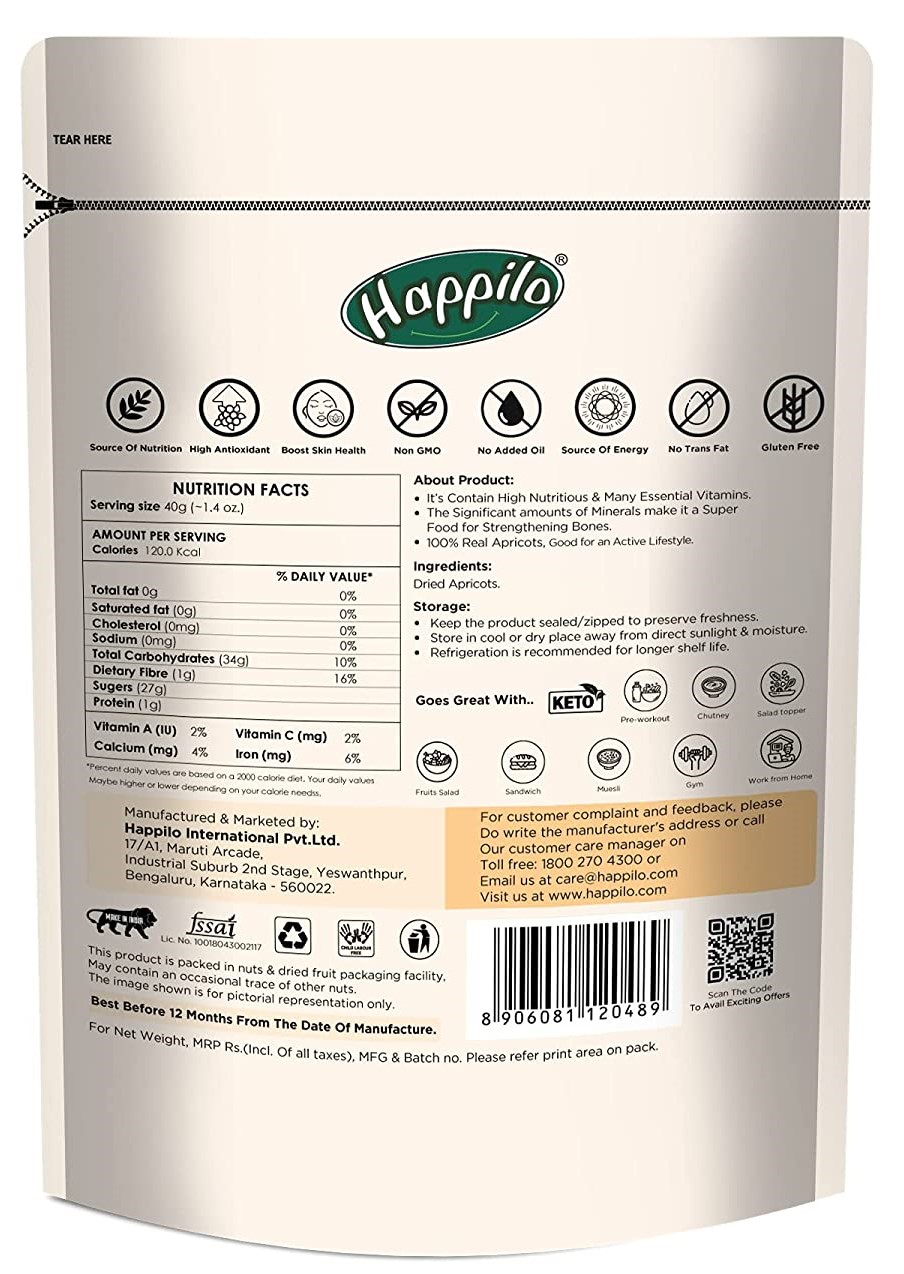 TEAR HERE
Happilo®
Source Of Nutrition
High Antioxidant
Boost Skin Health
Non GMO
No Added Oil
Source Of Energy
No Trans Fat
Gluten Free
NUTRITION FACTS
Serving size 40g (~1.4 oz.)
AMOUNT PER SERVING
Calories 120.0 Kcal
% DAILY VALUE*
Total fat 0g 0%
Saturated fat (0g) 0%
Cholesterol (0mg) 0%
Sodium (0mg) 0%
Total Carbohydrates (34g) 10%
Dietary Fibre (1g) 16%
Sugers (27g)
Protein (1g)
Vitamin A (IU) 2% Vitamin C (mg) 2%
Calcium (mg) 4% Iron (mg) 6%
*Percent daily values are based on a 2000 calorie diet. Your daily values
Maybe higher or lower depending on your calorie needss.
About Product:
• It's Contain High Nutritious & Many Essential Vitamins.
• The Significant amounts of Minerals make it a Super
Food for Strengthening Bones.
• 100% Real Apricots, Good for an Active Lifestyle.
Ingredients:
Dried Apricots.
Storage:
• Keep the product sealed/zipped to preserve freshness.
• Store in cool or dry place away from direct sunlight & moisture.
• Refrigeration is recommended for longer shelf life.
Goes Great With..
KETO
Pre-workout
Chutney
Salad topper
Fruits Salad
Sandwich
Muesli
Gym
Work from Home
Manufactured & Marketed by:
Happilo International Pvt.Ltd.
17/A1, Maruti Arcade,
Industrial Suburb 2nd Stage, Yeswanthpur,
Bengaluru, Karnataka - 560022.
For customer complaint and feedback, please
Do write the manufacturer's address or call
Our customer care manager on
Toll free: 1800 270 4300 or
Email us at care@happilo.com
Visit us at www.happilo.com
MAKE IN INDIA
fssai
Lic. No. 10018043002117
CHILD LABOUR
FREE
This product is packed in nuts & dried fruit packaging facility,
May contain an occasional trace of other nuts.
The image shown is for pictorial representation only.
Best Before 12 Months From The Date Of Manufacture.
For Net Weight, MRP Rs.(Incl. Of all taxes), MFG & Batch no. Please refer print area on pack.
8 906081 120489
Scan The Code
To Avail Exciting Offers